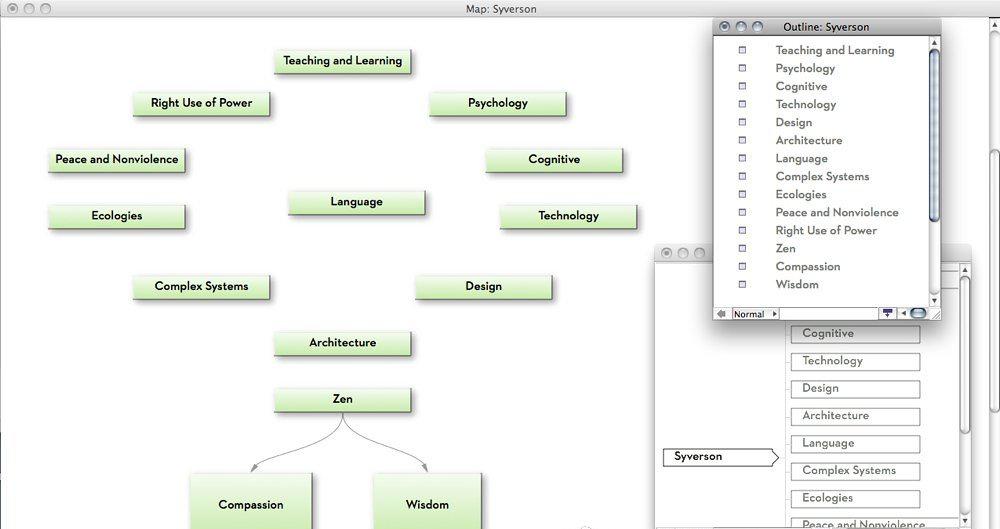 Map: Syverson
Teaching and Learning
Right Use of Power
Psychology
Peace and Nonviolence
Cognitive
Language
Ecologies
Technology
Complex Systems
Design
Architecture
Zen
Compassion
Wisdom
Outline: Syverson
Teaching and Learning
Psychology
Cognitive
Technology
Design
Architecture
Language
Complex Systems
Ecologies
Peace and Nonviolence
Right Use of Power
Zen
Compassion
Wisdom
Normal
Syverson
Cognitive
Technology
Design
Architecture
Language
Complex Systems
Ecologies
Peace and Nonviolence